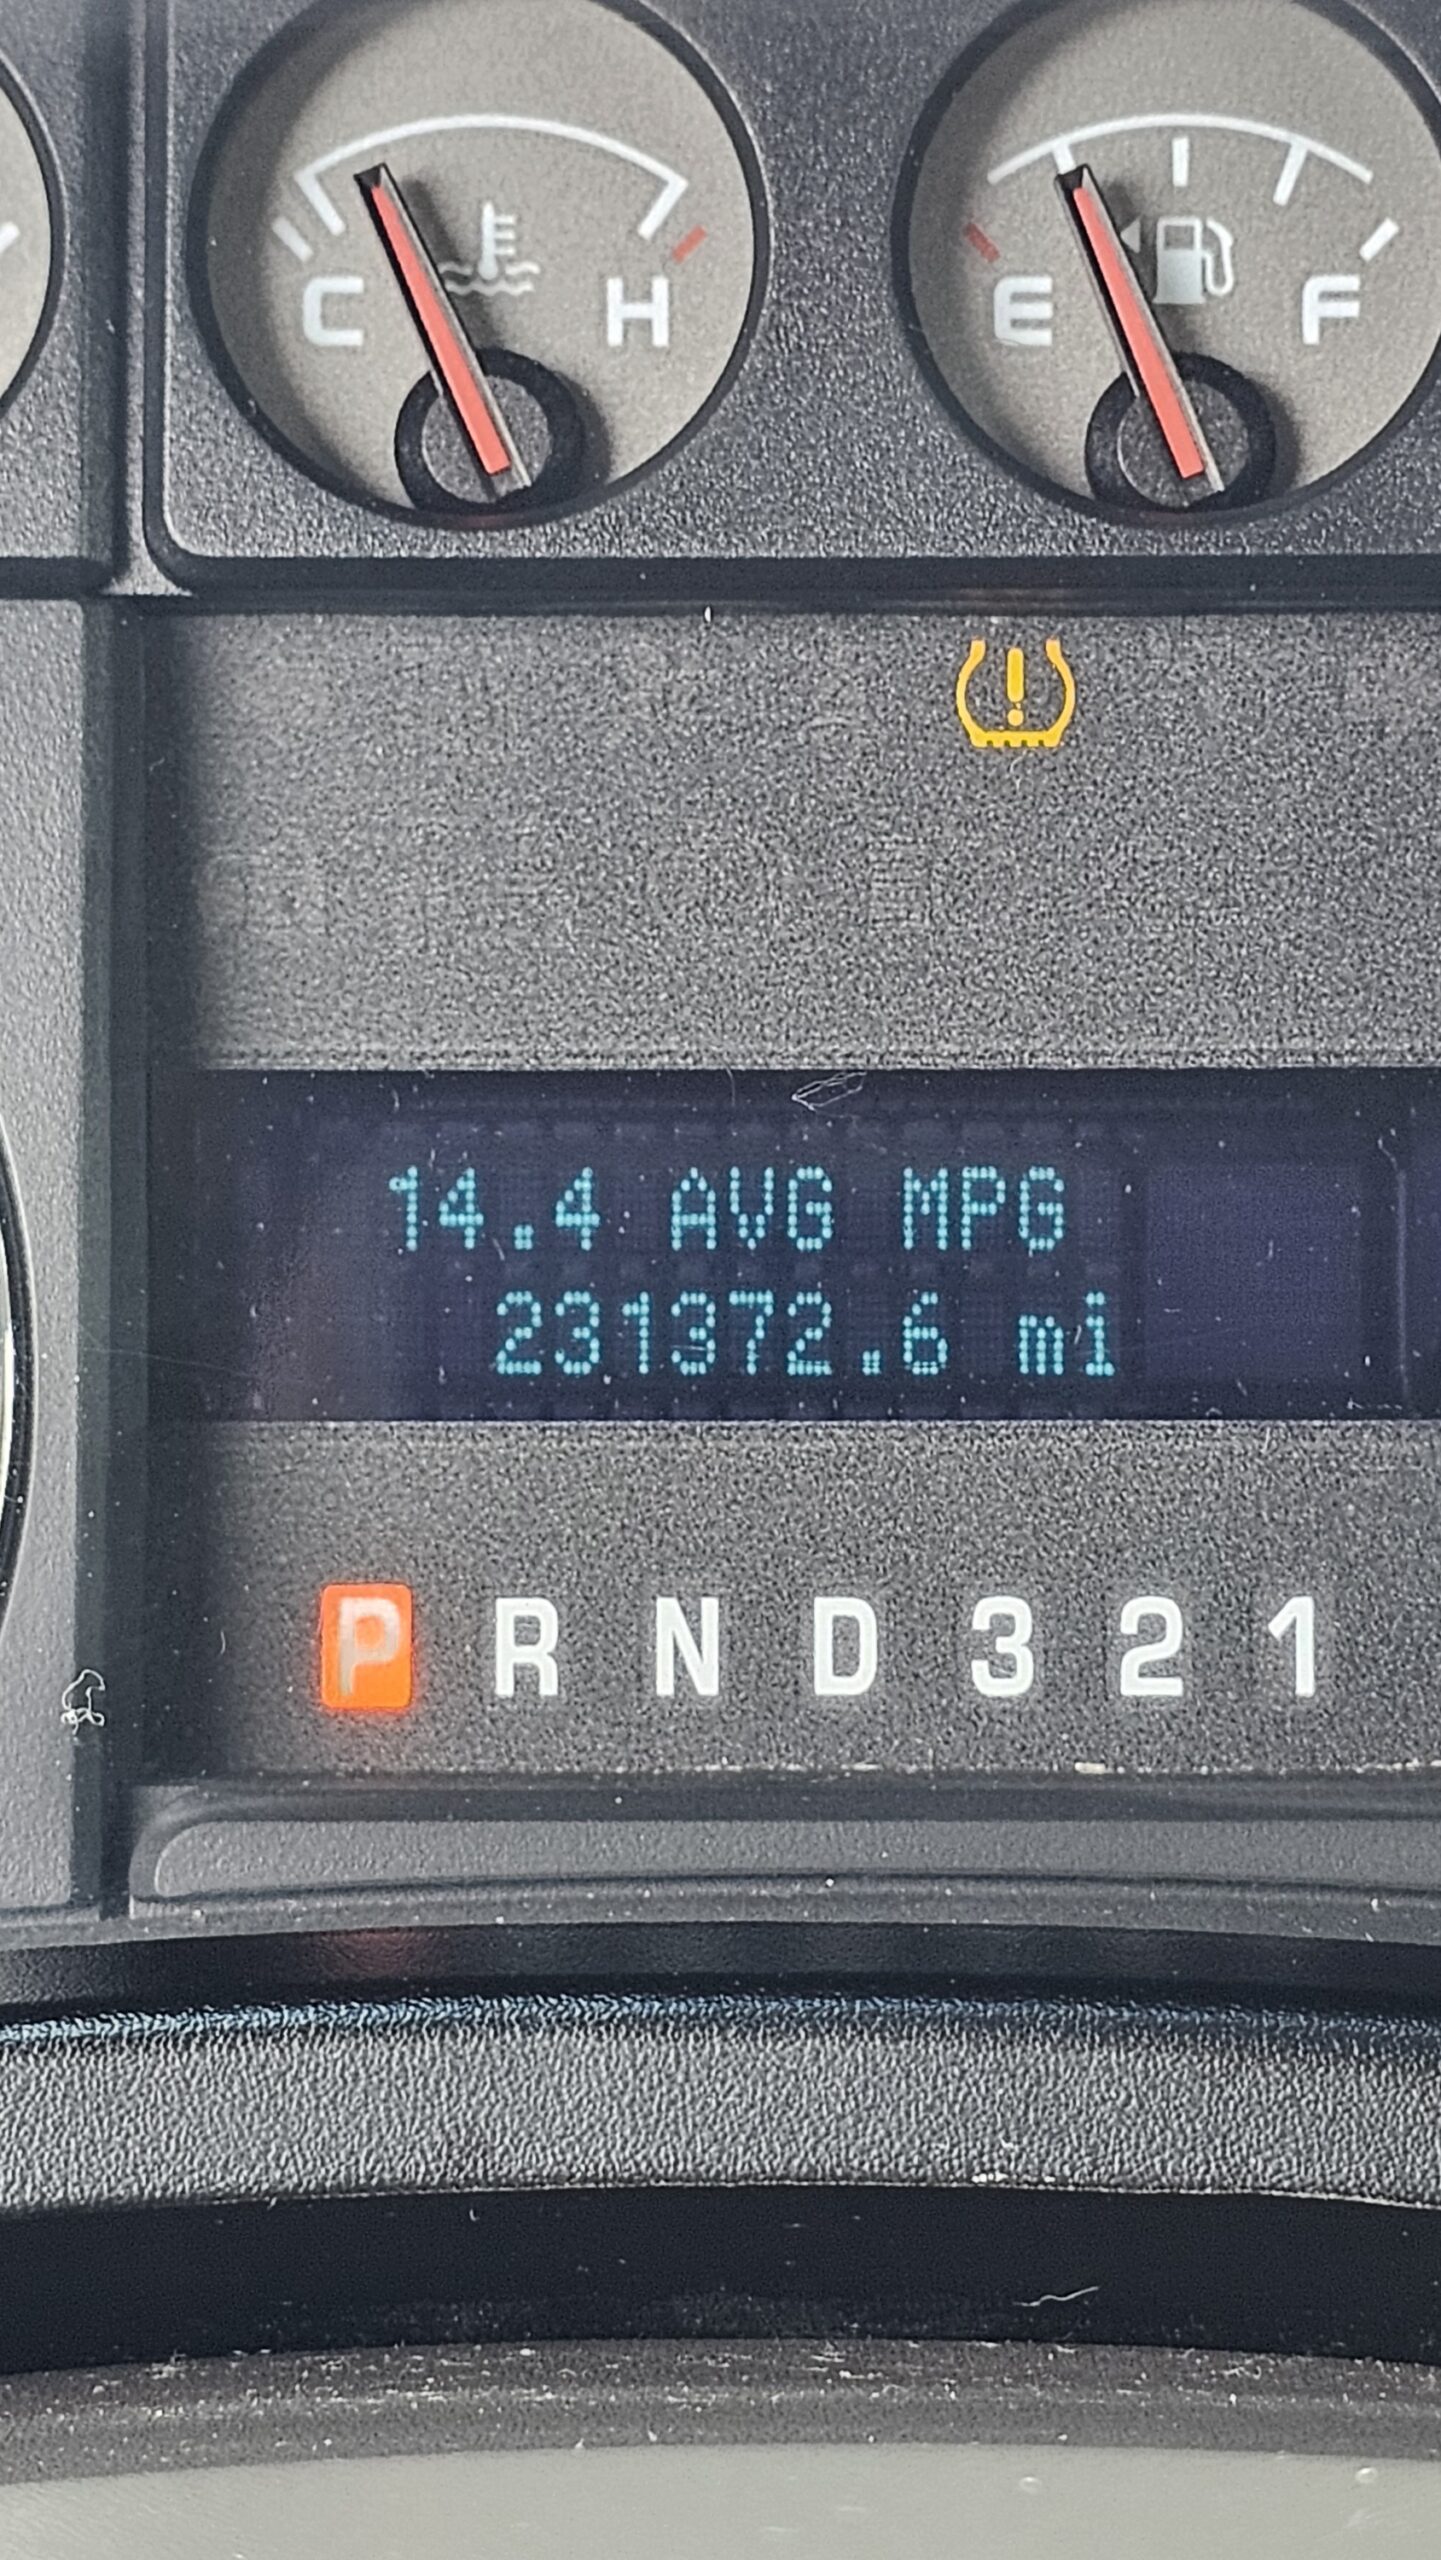 C H
E F
14.4 AVG MPG
231372.6 mi
P R N D 3 2 1